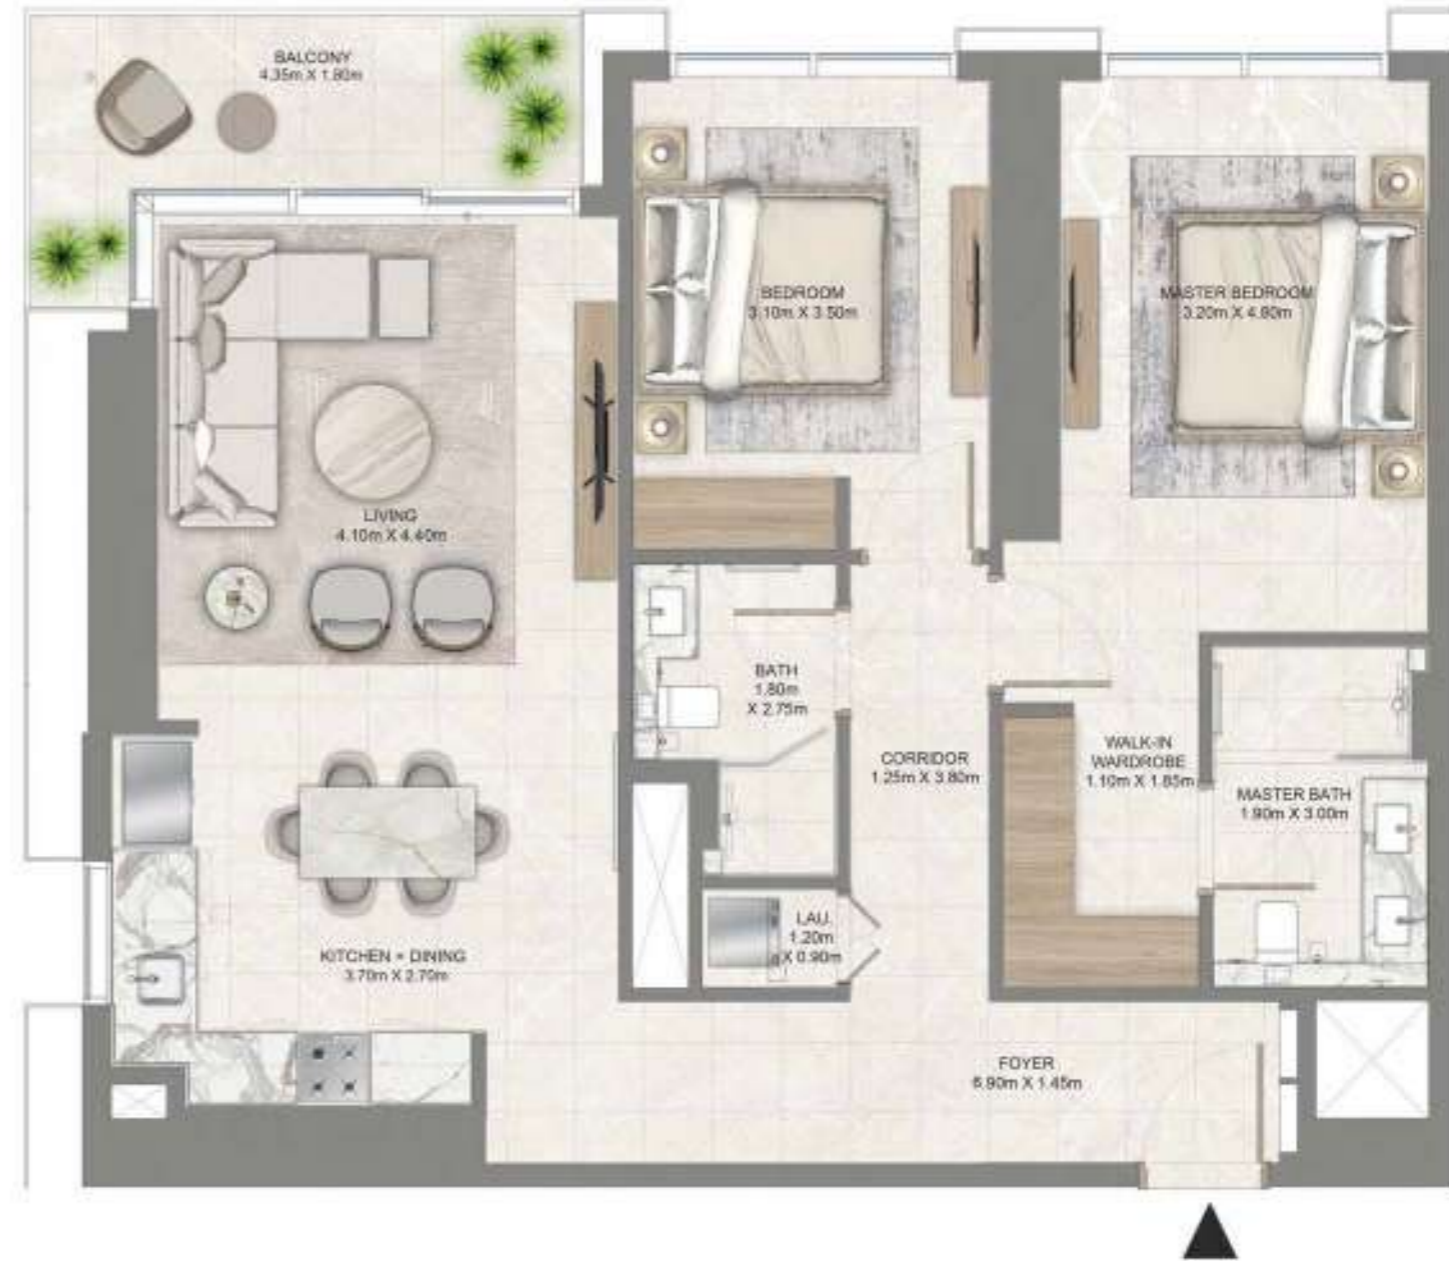 BALCONY
4.35m X 1.80m
BEDROOM
3.10m X 3.50m
MASTER BEDROOM
3.20m X 4.80m
LIVING
4.10m X 4.40m
BATH
1.80m
X 2.75m
CORRIDOR
1.25m X 3.80m
WALK-IN
WARDROBE
1.10m X 1.85m
MASTER BATH
1.90m X 3.00m
LAU.
1.20m
X 0.90m
KITCHEN + DINING
3.70m X 2.70m
FOYER
6.90m X 1.45m